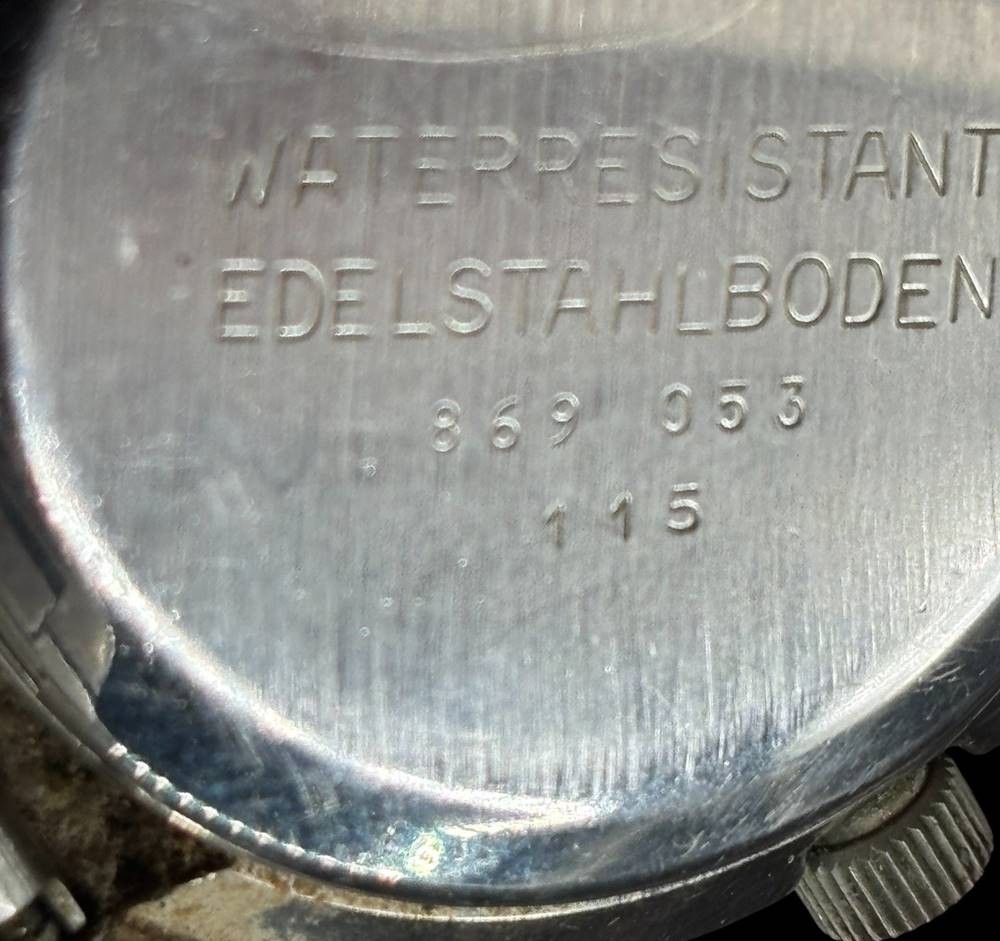 WATERRESISTANT
EDELSTAHLBODEN
869 053
115